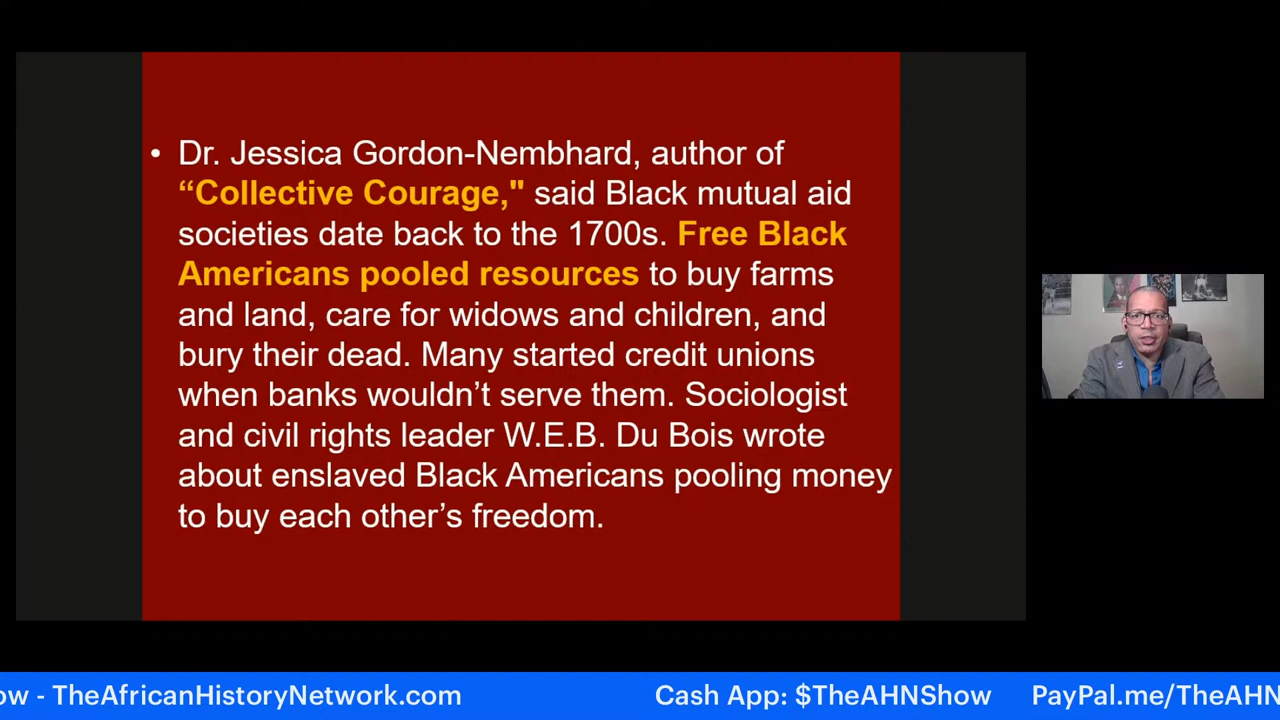 • Dr. Jessica Gordon-Nembhard, author of
“Collective Courage," said Black mutual aid
societies date back to the 1700s. Free Black
Americans pooled resources to buy farms
and land, care for widows and children, and
bury their dead. Many started credit unions
when banks wouldn’t serve them. Sociologist
and civil rights leader W.E.B. Du Bois wrote
about enslaved Black Americans pooling money
to buy each other’s freedom.
ow - TheAfricanHistoryNetwork.com Cash App: $TheAHNShow PayPal.me/TheAHN